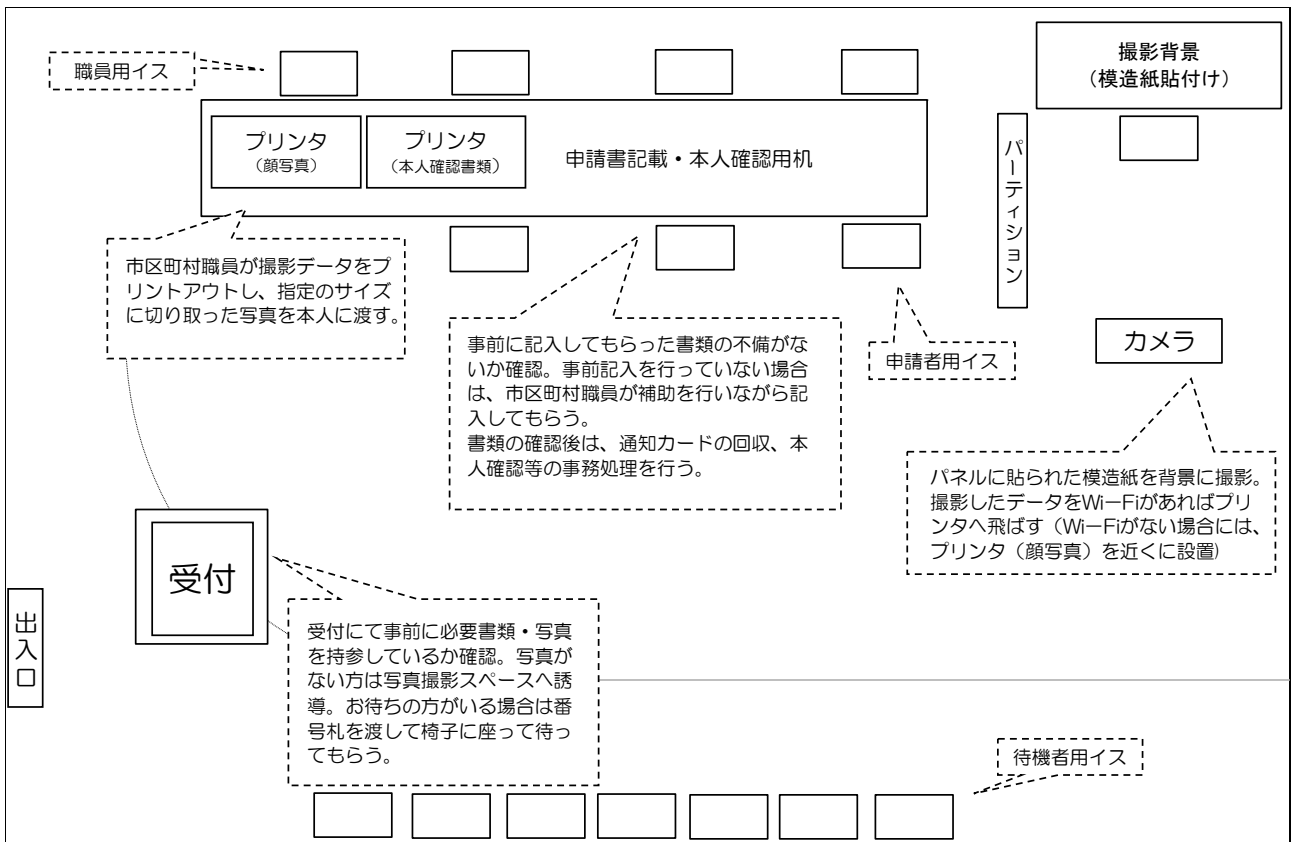 職員用イス
撮影背景
（模造紙貼付け）
プリンタ
（顔写真）
プリンタ
（本人確認書類）
申請書記載・本人確認用机
パーティション
市区町村職員が撮影データをプ
リントアウトし、指定のサイズ
に切り取った写真を本人に渡す。
事前に記入してもらった書類の不備がな
いか確認。事前記入を行っていない場合
は、市区町村職員が補助を行いながら記
入してもらう。
書類の確認後は、通知カードの回収、本
人確認等の事務処理を行う。
申請者用イス
カメラ
パネルに貼られた模造紙を背景に撮影。
撮影したデータをWi－Fiがあればプリ
ンタへ飛ばす（Wi－Fiがない場合には、
プリンタ（顔写真）を近くに設置)
受付
出入口
受付にて事前に必要書類・写真
を持参しているか確認。写真が
ない方は写真撮影スペースへ誘
導。お待ちの方がいる場合は番
号札を渡して椅子に座って待っ
てもらう。
待機者用イス